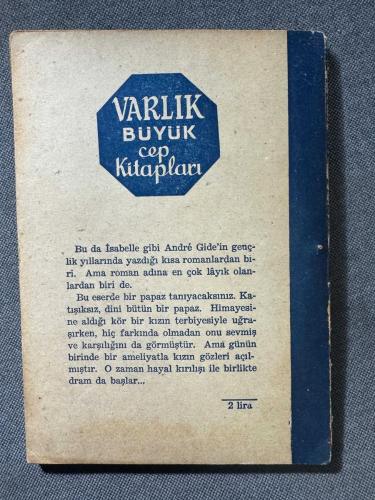 VARLIK
BÜYÜK
cep
Kitapları
Bu da İsabelle gibi André Gide'in genç-
lik yıllarında yazdığı kısa romanlardan bi-
ri. Ama roman adına en çok lâyık olan-
lardan biri de.
Bu eserde bir papaz tanıyacaksınız. Ka-
tışıksız, dini bütün bir papaz. Himayesi-
ne aldığı kör bir kızın terbiyesiyle uğra-
şırken, hiç farkında olmadan onu sevmiş
ve karşılığını da görmüştür. Ama günün
birinde bir ameliyatla kızın gözleri açıl-
mıştır. O zaman hayal kırılışı ile birlikte
dram da başlar...
2 lira